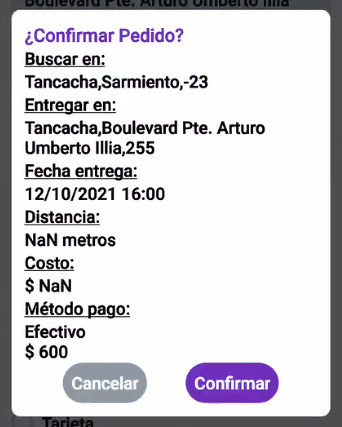 Boulevard Pte. Arturo Umberto Illia
¿Confirmar Pedido?
Buscar en:
Tancacha,Sarmiento,-23
Entregar en:
Tancacha,Boulevard Pte. Arturo
Umberto Illia,255
Fecha entrega:
12/10/2021 16:00
Distancia:
NaN metros
Costo:
$ NaN
Método pago:
Efectivo
$ 600
Cancelar
Confirmar
Tarjeta